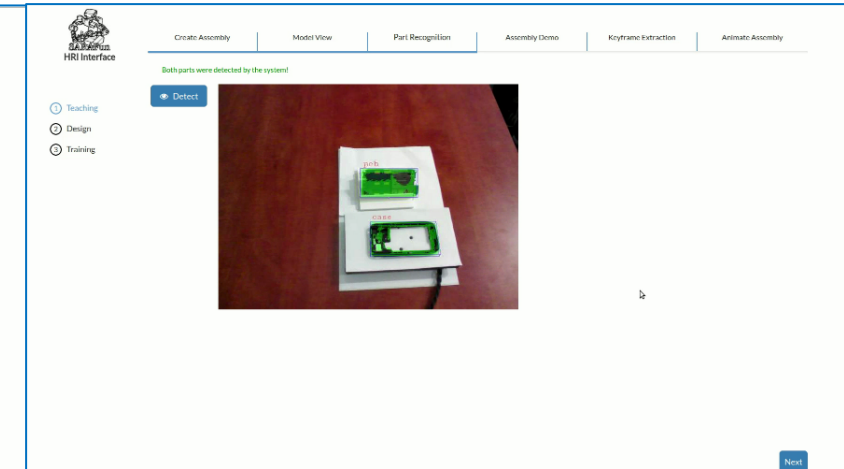 SARAFun
HRI Interface
Create Assembly
Model View
Part Recognition
Assembly Demo
Keyframe Extraction
Animate Assembly
Both parts were detected by the system!
Detect
1 Teaching
2 Design
3 Training
pcb
case
Next